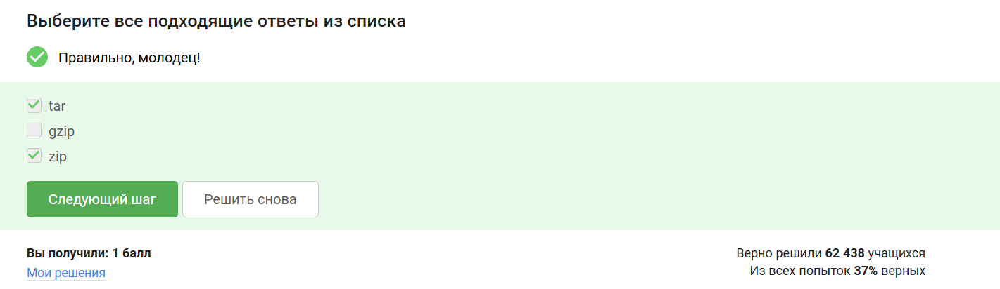 Выберите все подходящие ответы из списка
Правильно, молодец!
tar
gzip
zip
Следующий шаг
Решить снова
Вы получили: 1 балл
Мои решения
Верно решили 62 438 учащихся
Из всех попыток 37% верных